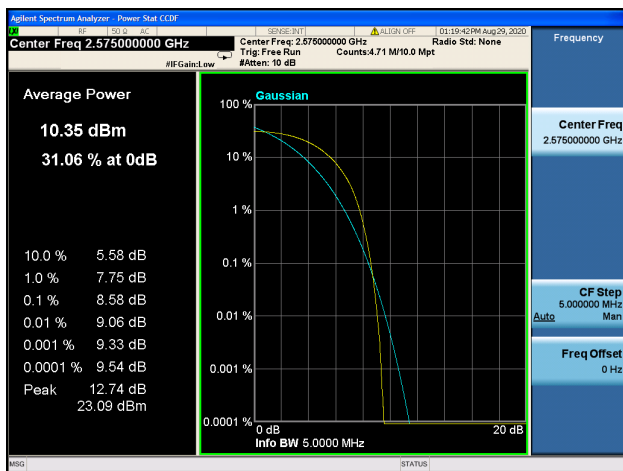 Agilent Spectrum Analyzer - Power Stat CCDF
RF 50 Ω AC SENSE:INT ALIGN OFF 01:19:42 PM Aug 29, 2020
Center Freq 2.575000000 GHz
Center Freq: 2.575000000 GHz Radio Std: None
Trig: Free Run Counts:4.71 M/10.0 Mpt
#IFGain:Low #Atten: 10 dB
Frequency
Average Power
10.35 dBm
31.06 % at 0dB
10.0 % 5.58 dB
1.0 % 7.75 dB
0.1 % 8.58 dB
0.01 % 9.06 dB
0.001 % 9.33 dB
0.0001 % 9.54 dB
Peak 12.74 dB
23.09 dBm
Gaussian
100 %
10 %
1 %
0.1 %
0.01 %
0.001 %
0.0001 %
0 dB 20 dB
Info BW 5.0000 MHz
Center Freq
2.575000000 GHz
CF Step
5.000000 MHz
Auto Man
Freq Offset
0 Hz
MSG STATUS